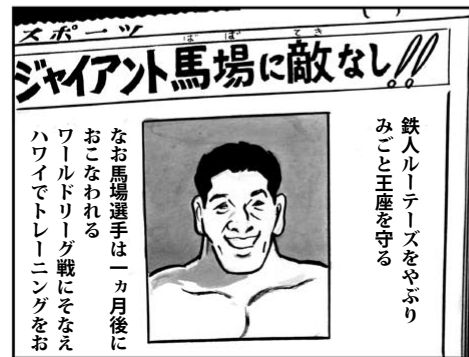 スポーツ
ジャイアント馬場に敵なし!!
鉄人ルーテーズをやぶり
みごと王座を守る
なお馬場選手は一ヵ月後に
おこなわれる
ワールドリーグ戦にそなえ
ハワイでトレーニングをお